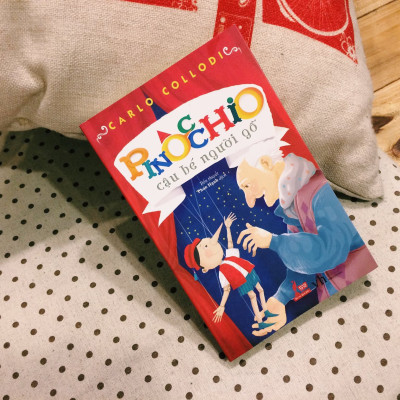 CARLO COLLODI
PINOCCHIO
cậu bé người gỗ